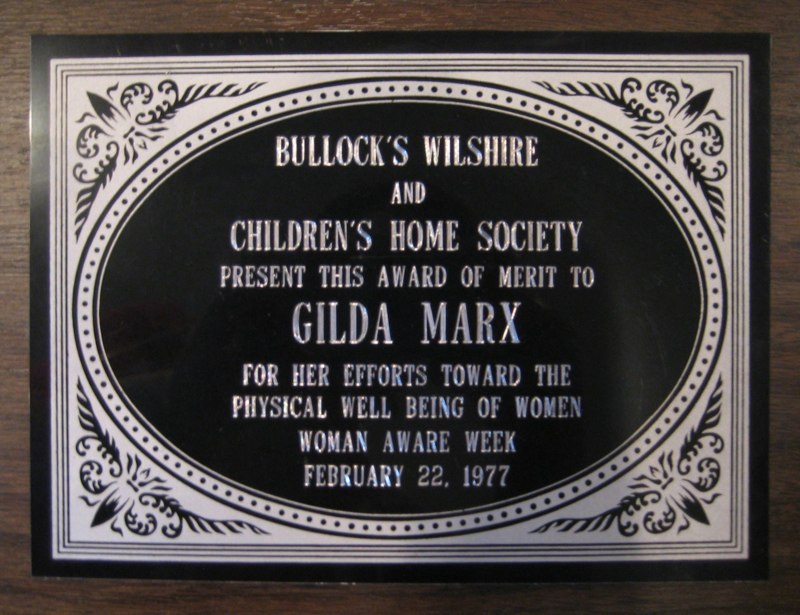 BULLOCK'S WILSHIRE
AND
CHILDREN'S HOME SOCIETY
PRESENT THIS AWARD OF MERIT TO
GILDA MARX
FOR HER EFFORTS TOWARD THE
PHYSICAL WELL BEING OF WOMEN
WOMAN AWARE WEEK
FEBRUARY 22, 1977